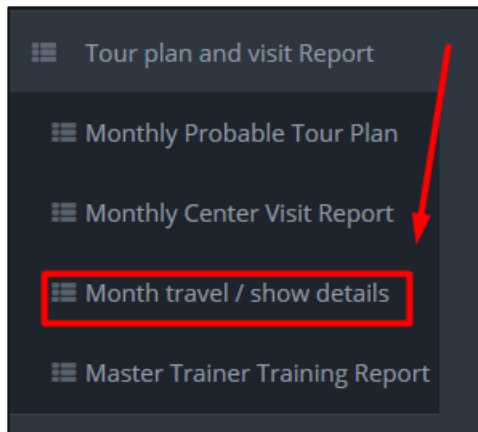 Tour plan and visit Report
Monthly Probable Tour Plan
Monthly Center Visit Report
Month travel / show details
Master Trainer Training Report